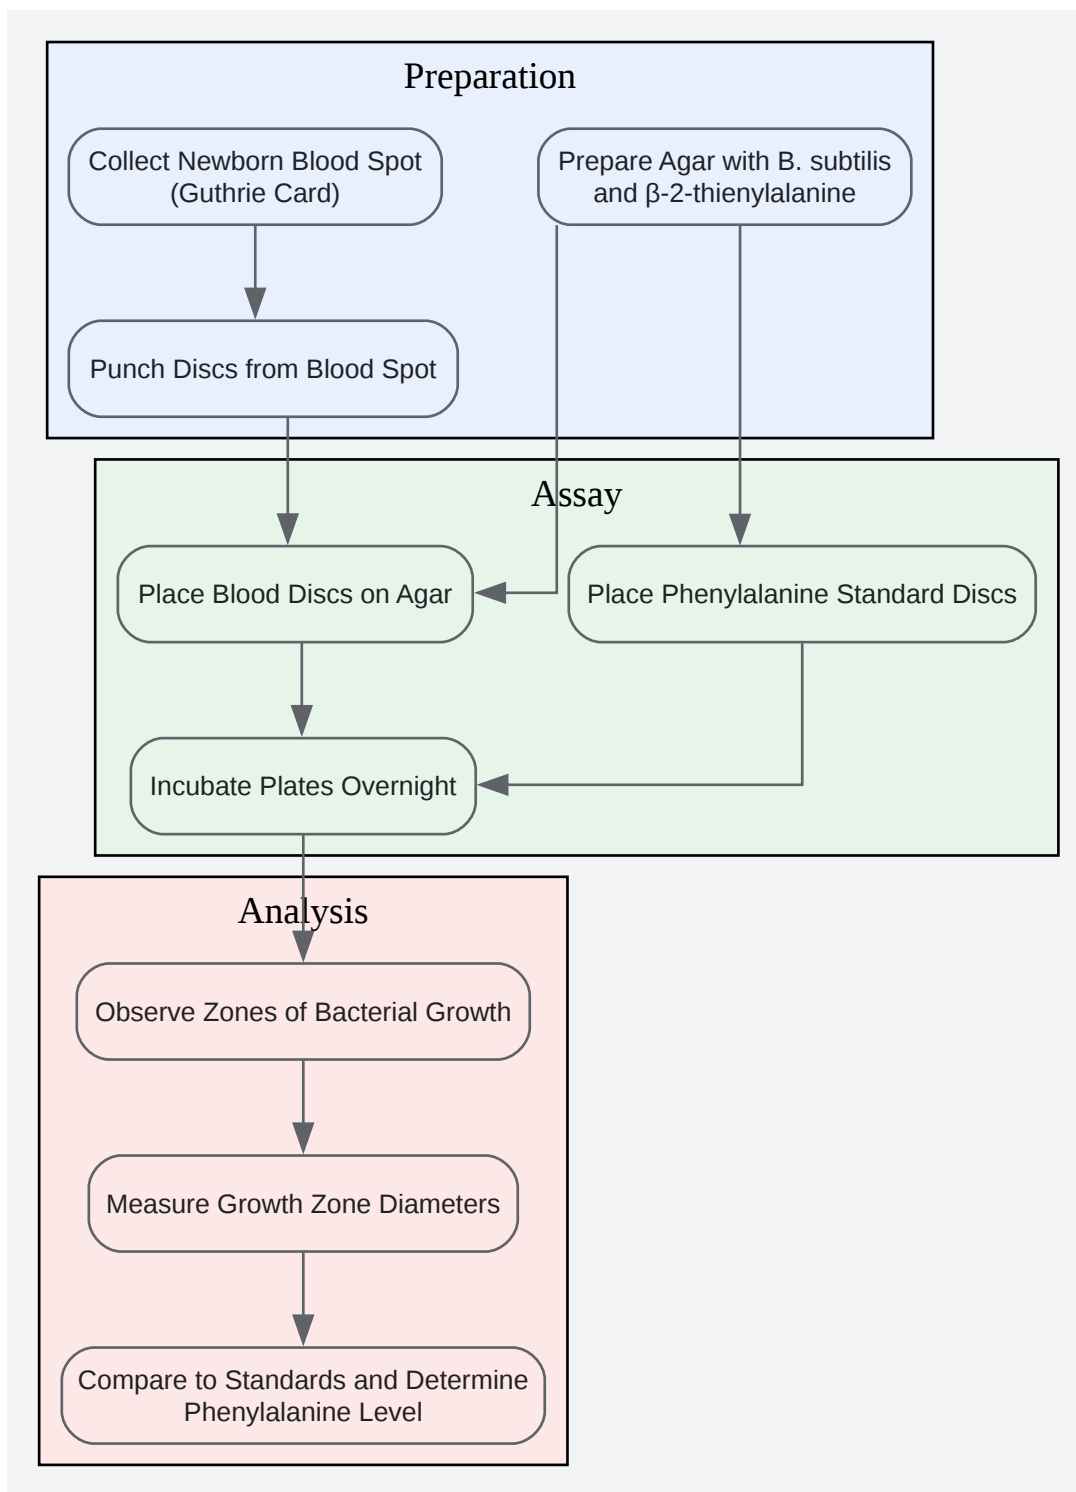 Preparation
Collect Newborn Blood Spot
(Guthrie Card)
Prepare Agar with B. subtilis
and β-2-thienylalanine
Punch Discs from Blood Spot
Assay
Place Blood Discs on Agar
Place Phenylalanine Standard Discs
Incubate Plates Overnight
Analysis
Observe Zones of Bacterial Growth
Measure Growth Zone Diameters
Compare to Standards and Determine
Phenylalanine Level